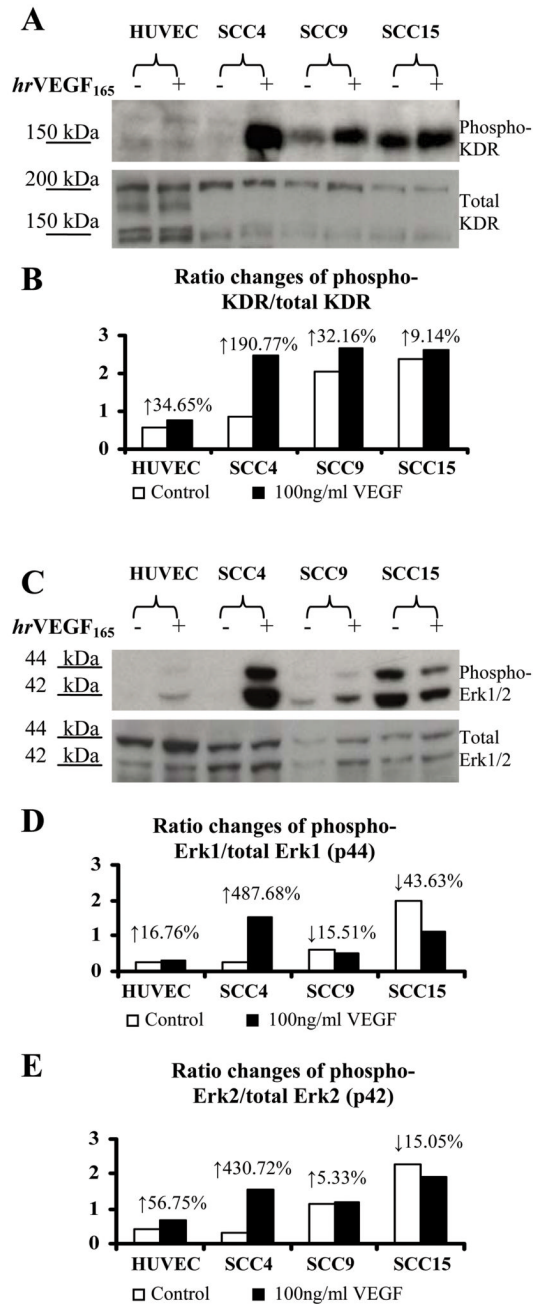 A
HUVEC SCC4 SCC9 SCC15
hrVEGF165 - + - + - + - +
150 kDa
Phospho-
KDR
200 kDa
150 kDa
Total
KDR
B
Ratio changes of phospho-
KDR/total KDR
3
2
1
0
↑34.65%
↑190.77%
↑32.16%
↑9.14%
HUVEC SCC4 SCC9 SCC15
Control 100ng/ml VEGF
C
HUVEC SCC4 SCC9 SCC15
hrVEGF165 - + - + - + - +
44 kDa
42 kDa
Phospho-
Erk1/2
44 kDa
42 kDa
Total
Erk1/2
D
Ratio changes of phospho-
Erk1/total Erk1 (p44)
3
2
1
0
↑16.76%
↑487.68%
↓15.51%
↓43.63%
HUVEC SCC4 SCC9 SCC15
Control 100ng/ml VEGF
E
Ratio changes of phospho-
Erk2/total Erk2 (p42)
3
2
1
0
↑56.75%
↑430.72%
↑5.33%
↓15.05%
HUVEC SCC4 SCC9 SCC15
Control 100ng/ml VEGF